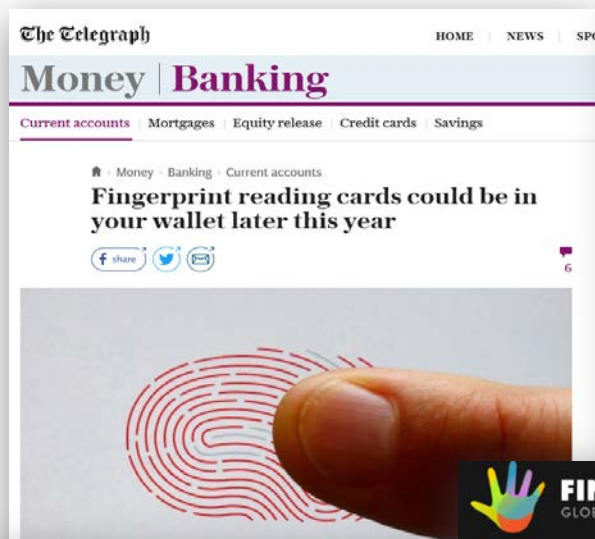 The Telegraph
HOME NEWS
Money Banking
Current accounts Mortgages Equity release Credit cards Savings
Money Banking Current accounts
Fingerprint reading cards could be in
your wallet later this year
f share
6